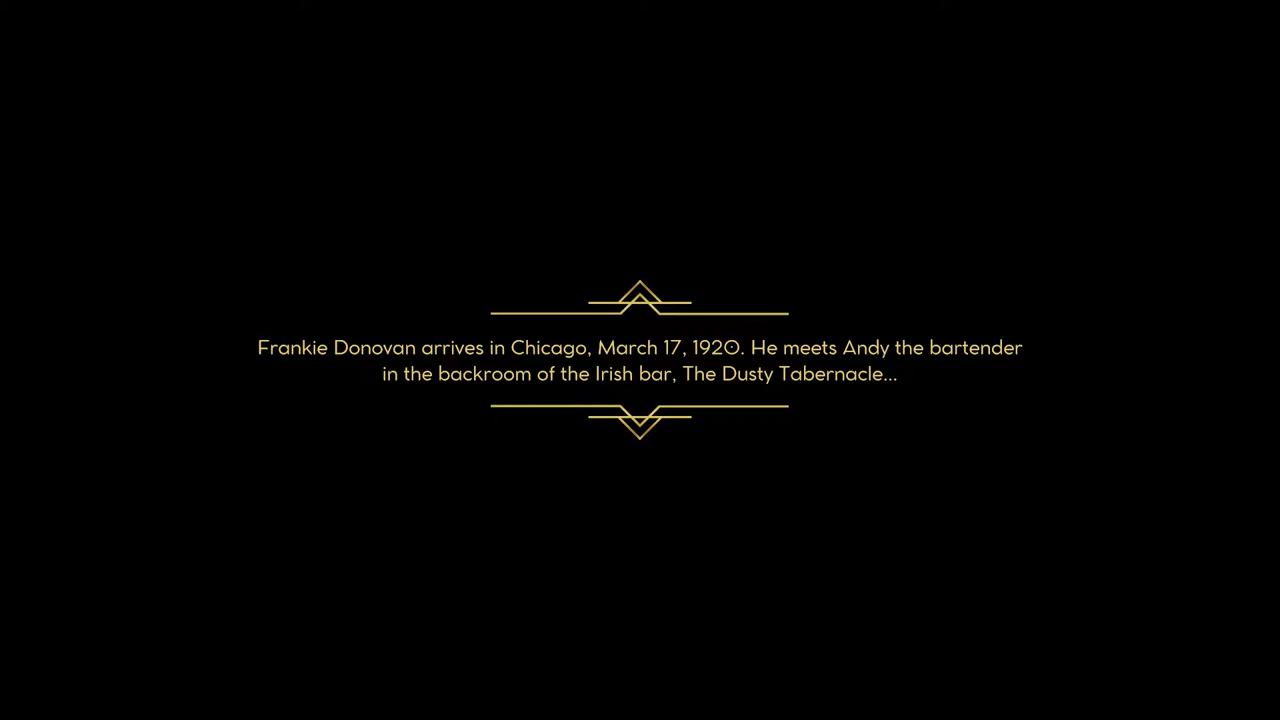 Frankie Donovan arrives in Chicago, March 17, 1920. He meets Andy the bartender
in the backroom of the Irish bar, The Dusty Tabernacle...